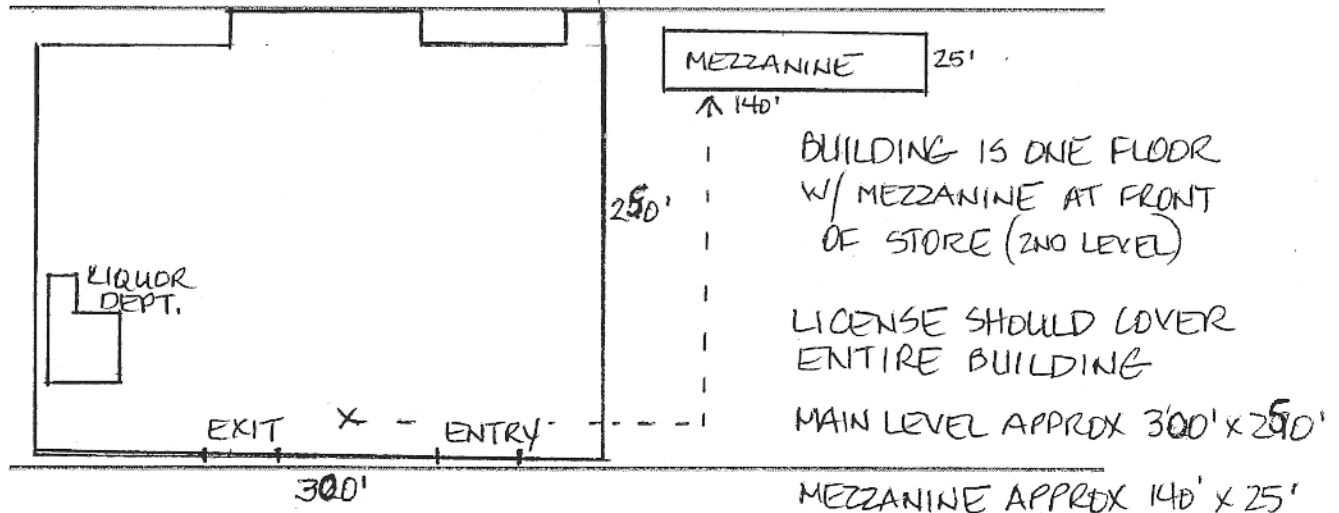 MEZZANINE
25'
140'
BUILDING IS ONE FLOOR
W/ MEZZANINE AT FRONT
OF STORE (2ND LEVEL)
250'
LIQUOR
DEPT.
LICENSE SHOULD COVER
ENTIRE BUILDING
X
EXIT
ENTRY
MAIN LEVEL APPROX 300' X 250'
300'
MEZZANINE APPROX 140' X 25'